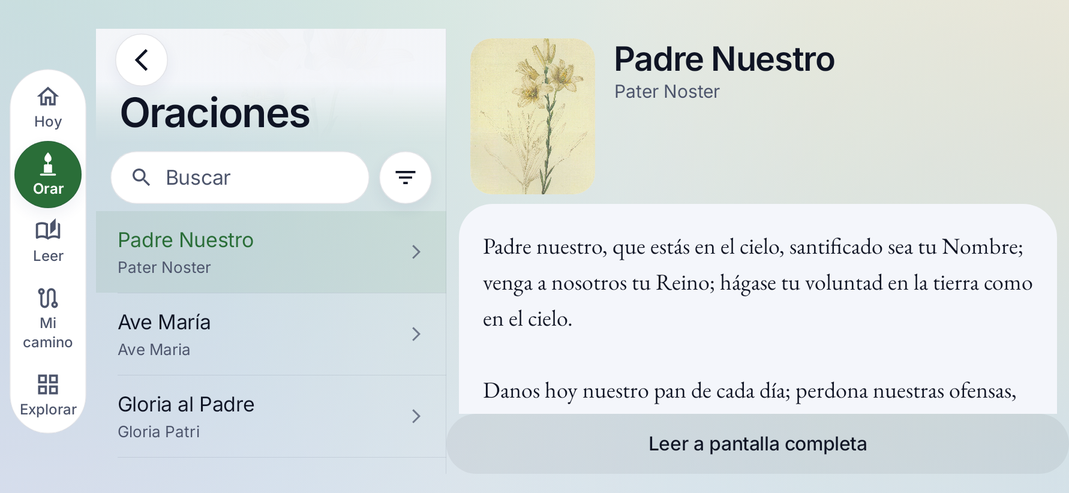 Hoy
Orar
Leer
Mi
camino
Explorar
Oraciones
Buscar
Padre Nuestro
Pater Noster
Ave María
Ave Maria
Gloria al Padre
Gloria Patri
Padre Nuestro
Pater Noster
Padre nuestro, que estás en el cielo, santificado sea tu Nombre;
venga a nosotros tu Reino; hágase tu voluntad en la tierra como
en el cielo.
Danos hoy nuestro pan de cada día; perdona nuestras ofensas,
Leer a pantalla completa